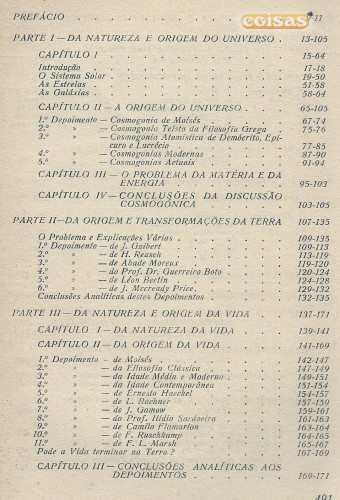 coisas
PREFÁCIO . . . . . . . . . 11
PARTE I — DA NATUREZA E ORIGEM DO UNIVERSO . 13-105
CAPÍTULO I . . . . . . . . 15-64
Introdução . . . . . . . . 17-18
O Sistema Solar . . . . . . . 19-50
As Estrelas . . . . . . . . 51-58
As Galáxias . . . . . . . . 58-64
CAPÍTULO II — A ORIGEM DO UNIVERSO . . 65-105
1.º Depoimento — Cosmogonia de Moisés . . . 67-74
2.º » — Cosmogonia Teísta da Filosofia Grega 75-76
3.º » — Cosmogonia Atomística de Demócrito, Epi-
curo e Lucrécio . . . . . 77-85
4.º » — Cosmogonias Modernas . . . . 87-90
5.º » — Cosmogonias Actuais . . . . 91-94
CAPÍTULO III — O PROBLEMA DA MATÉRIA E DA
ENERGIA . . . . . . . 95-103
CAPÍTULO IV — CONCLUSÕES DA DISCUSSÃO
COSMOGÓNICA . . . . . . 103-105
PARTE II — DA ORIGEM E TRANSFORMAÇÕES DA TERRA 107-135
O Problema e Explicações Várias . . . . . 109-135
1.º Depoimento — de J. Guibert . . . . . 109-113
2.º » — de H. Reusch . . . . . 113-119
3.º » — de Abade Moreux . . . . 119-120
4.º » — do Prof. Dr. Guerreiro Boto . . 120-124
5.º » — de Léon Berlin . . . . . 124-128
6.º » — de J. Mccready Price . . . . 129-132
Conclusões Analíticas destes Depoimentos . . . 132-135
PARTE III — DA NATUREZA E ORIGEM DA VIDA . 137-171
CAPÍTULO I — DA NATUREZA DA VIDA . . 139-141
CAPÍTULO II — DA ORIGEM DA VIDA . . . 141-169
1.º Depoimento — de Moisés . . . . . . 142-147
2.º » — da Filosofia Clássica . . . . 147-149
3.º » — da Idade Média e Moderna . . 149-151
4.º » — da Idade Contemporânea . . . 151-154
5.º » — de Ernesto Haeckel . . . . 154-157
6.º » — de L. Bachner . . . . . 157-159
7.º » — de J. Gamow . . . . . 159-161
8.º » — do Prof. Ilídio Sardoeira . . . 161-163
9.º » — de Camilo Flamarion . . . . 163-164
10.º » — de F. Ruschkamp . . . . 164-165
11.º » — de F. L. Marsh . . . . . 165-167
Pode a Vida terminar na Terra ? . . . . . 167-169
CAPÍTULO III — CONCLUSÕES ANALÍTICAS AOS
DEPOIMENTOS . . . . . . 169-171
491